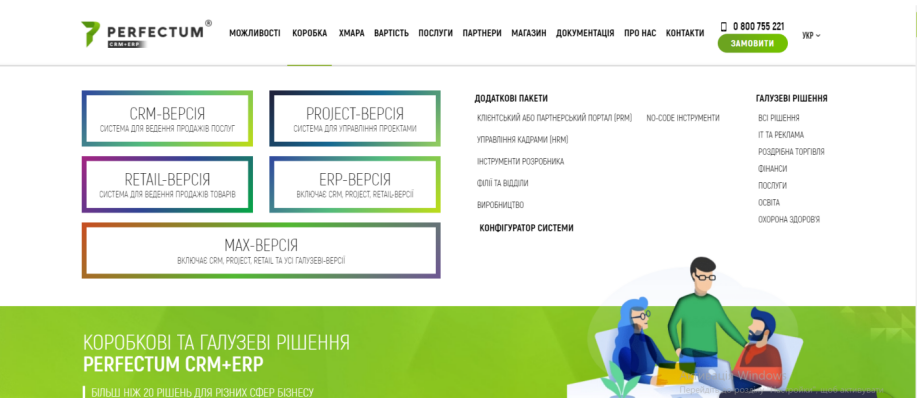 PERFECTUM®
CRM+ERP
МОЖЛИВОСТІ КОРОБКА ХМАРА ВАРТІСТЬ ПОСЛУГИ ПАРТНЕРИ МАГАЗИН ДОКУМЕНТАЦІЯ ПРО НАС КОНТАКТИ
0 800 755 221
ЗАМОВИТИ
УКР
CRM-ВЕРСІЯ
СИСТЕМА ДЛЯ ВЕДЕННЯ ПРОДАЖІВ ПОСЛУГ
PROJECT-ВЕРСІЯ
СИСТЕМА ДЛЯ УПРАВЛІННЯ ПРОЕКТАМИ
RETAIL-ВЕРСІЯ
СИСТЕМА ДЛЯ ВЕДЕННЯ ПРОДАЖІВ ТОВАРІВ
ERP-ВЕРСІЯ
ВКЛЮЧАЄ CRM, PROJECT, RETAIL-ВЕРСІЇ
MAX-ВЕРСІЯ
ВКЛЮЧАЄ CRM, PROJECT, RETAIL ТА УСІ ГАЛУЗЕВІ-ВЕРСІЇ
ДОДАТКОВІ ПАКЕТИ
КЛІЄНТСЬКИЙ АБО ПАРТНЕРСЬКИЙ ПОРТАЛ (PRM)
NO-CODE ІНСТРУМЕНТИ
УПРАВЛІННЯ КАДРАМИ (HRM)
ІНСТРУМЕНТИ РОЗРОБНИКА
ФІЛІЇ ТА ВІДДІЛИ
ВИРОБНИЦТВО
КОНФІГУРАТОР СИСТЕМИ
ГАЛУЗЕВІ РІШЕННЯ
ВСІ РІШЕННЯ
ІТ ТА РЕКЛАМА
РОЗДРІБНА ТОРГІВЛЯ
ФІНАНСИ
ПОСЛУГИ
ОСВІТА
ОХОРОНА ЗДОРОВ'Я
КОРОБКОВІ ТА ГАЛУЗЕВІ РІШЕННЯ
PERFECTUM CRM+ERP
БІЛЬШ НІЖ 20 РІШЕНЬ ДЛЯ РІЗНИХ СФЕР БІЗНЕСУ
Windows